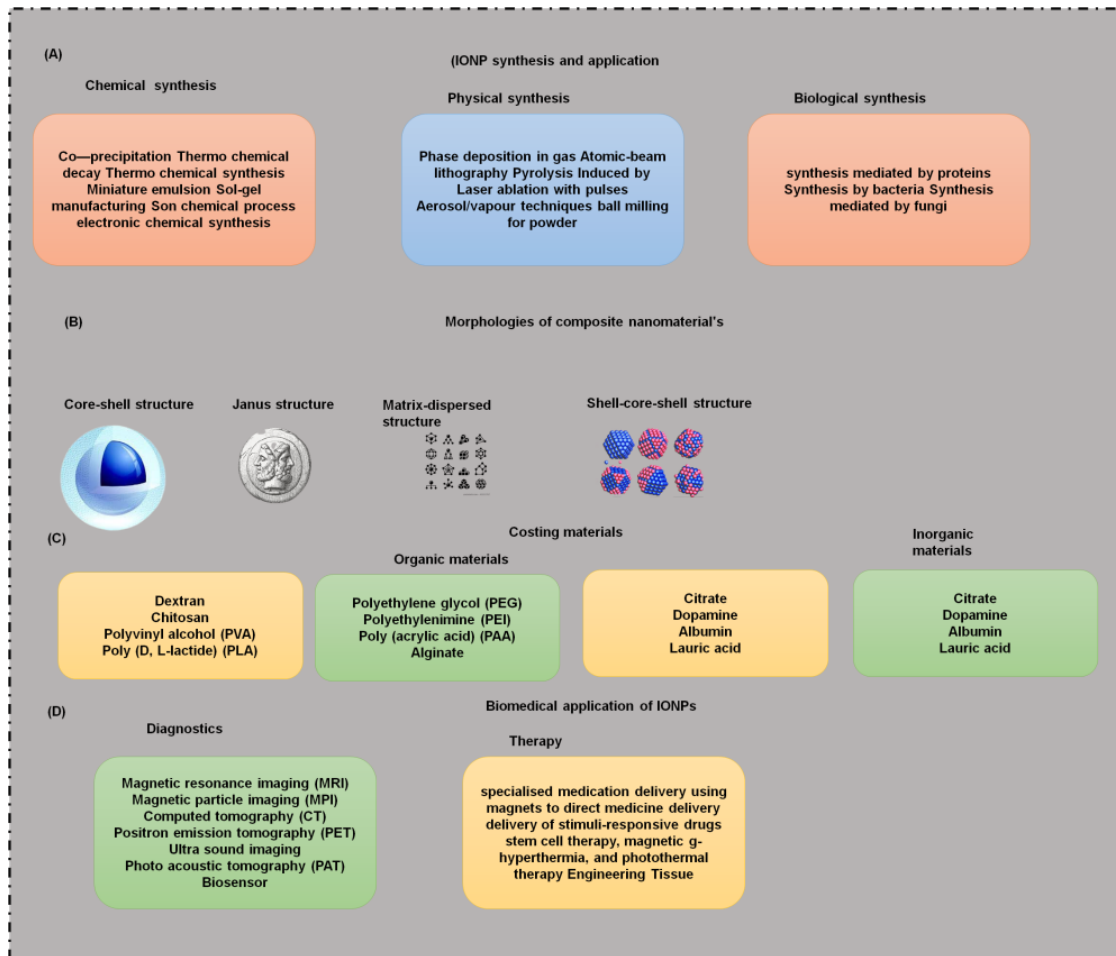 (A)
(IONP synthesis and application
Chemical synthesis
Physical synthesis
Biological synthesis
Co—precipitation Thermo chemical
decay Thermo chemical synthesis
Miniature emulsion Sol-gel
manufacturing Son chemical process
electronic chemical synthesis
Phase deposition in gas Atomic-beam
lithography Pyrolysis Induced by
Laser ablation with pulses
Aerosol/vapour techniques ball milling
for powder
synthesis mediated by proteins
Synthesis by bacteria Synthesis
mediated by fungi
(B)
Morphologies of composite nanomaterial's
Core-shell structure
Janus structure
Matrix-dispersed
structure
Shell-core-shell structure
(C)
Costing materials
Organic materials
Inorganic
materials
Dextran
Chitosan
Polyvinyl alcohol (PVA)
Poly (D, L-lactide) (PLA)
Polyethylene glycol (PEG)
Polyethylenimine (PEI)
Poly (acrylic acid) (PAA)
Alginate
Citrate
Dopamine
Albumin
Lauric acid
Citrate
Dopamine
Albumin
Lauric acid
(D)
Biomedical application of IONPs
Diagnostics
Therapy
Magnetic resonance imaging (MRI)
Magnetic particle imaging (MPI)
Computed tomography (CT)
Positron emission tomography (PET)
Ultra sound imaging
Photo acoustic tomography (PAT)
Biosensor
specialised medication delivery using
magnets to direct medicine delivery
delivery of stimuli-responsive drugs
stem cell therapy, magnetic g-
hyperthermia, and photothermal
therapy Engineering Tissue